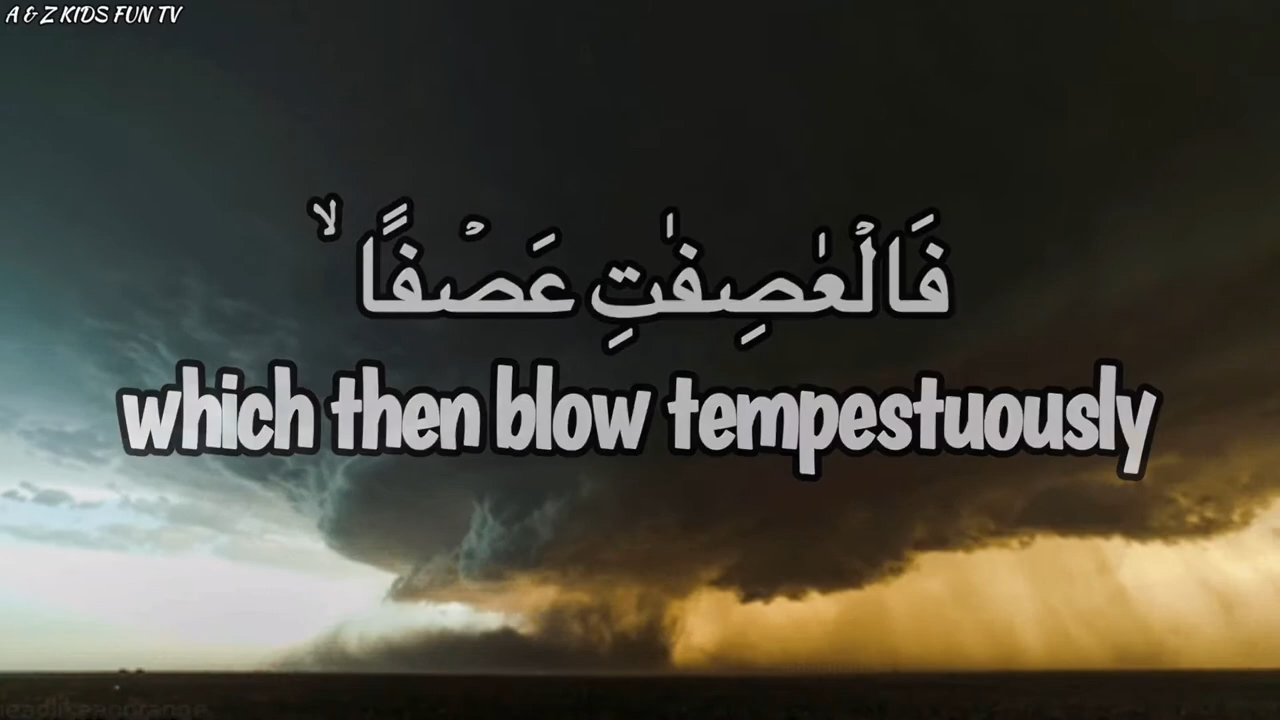 A & Z KIDS FUN TV
فَالْعٰصِفٰتِ عَصْفًا ۙ
which then blow tempestuously